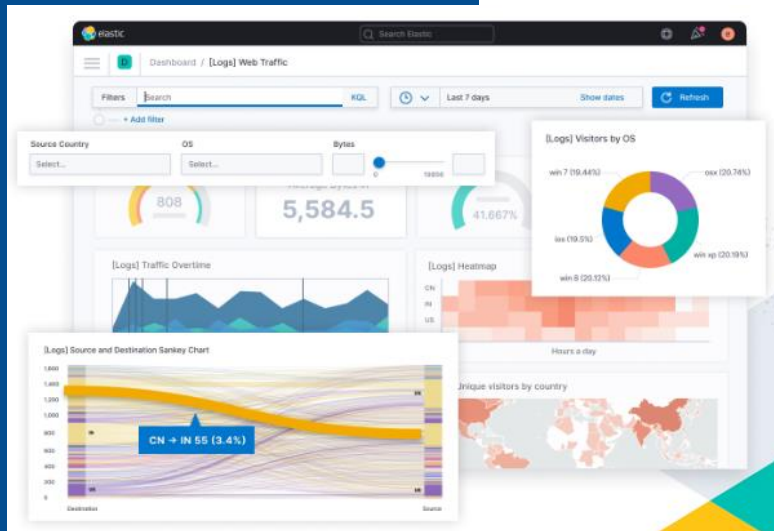 elastic
Search Elastic
D
Dashboard / [Logs] Web Traffic
Filters
Search
KQL
Last 7 days
Show dates
Refresh
+ Add filter
Source Country
OS
Bytes
Select...
Select...
0
808
5,584.5
41.667%
[Logs] Visitors by OS
win 7 (19.44%)
osx (20.74%)
ios (19.5%)
win xp (20.19%)
win 8 (20.12%)
[Logs] Traffic Overtime
[Logs] Heatmap
CN
IN
US
Hours a day
[Logs] Source and Destination Sankey Chart
1,600
1,400
1,200
1,000
800
600
400
200
0
IN
US
CN → IN 55 (3.4%)
Destination
Source
Unique visitors by country